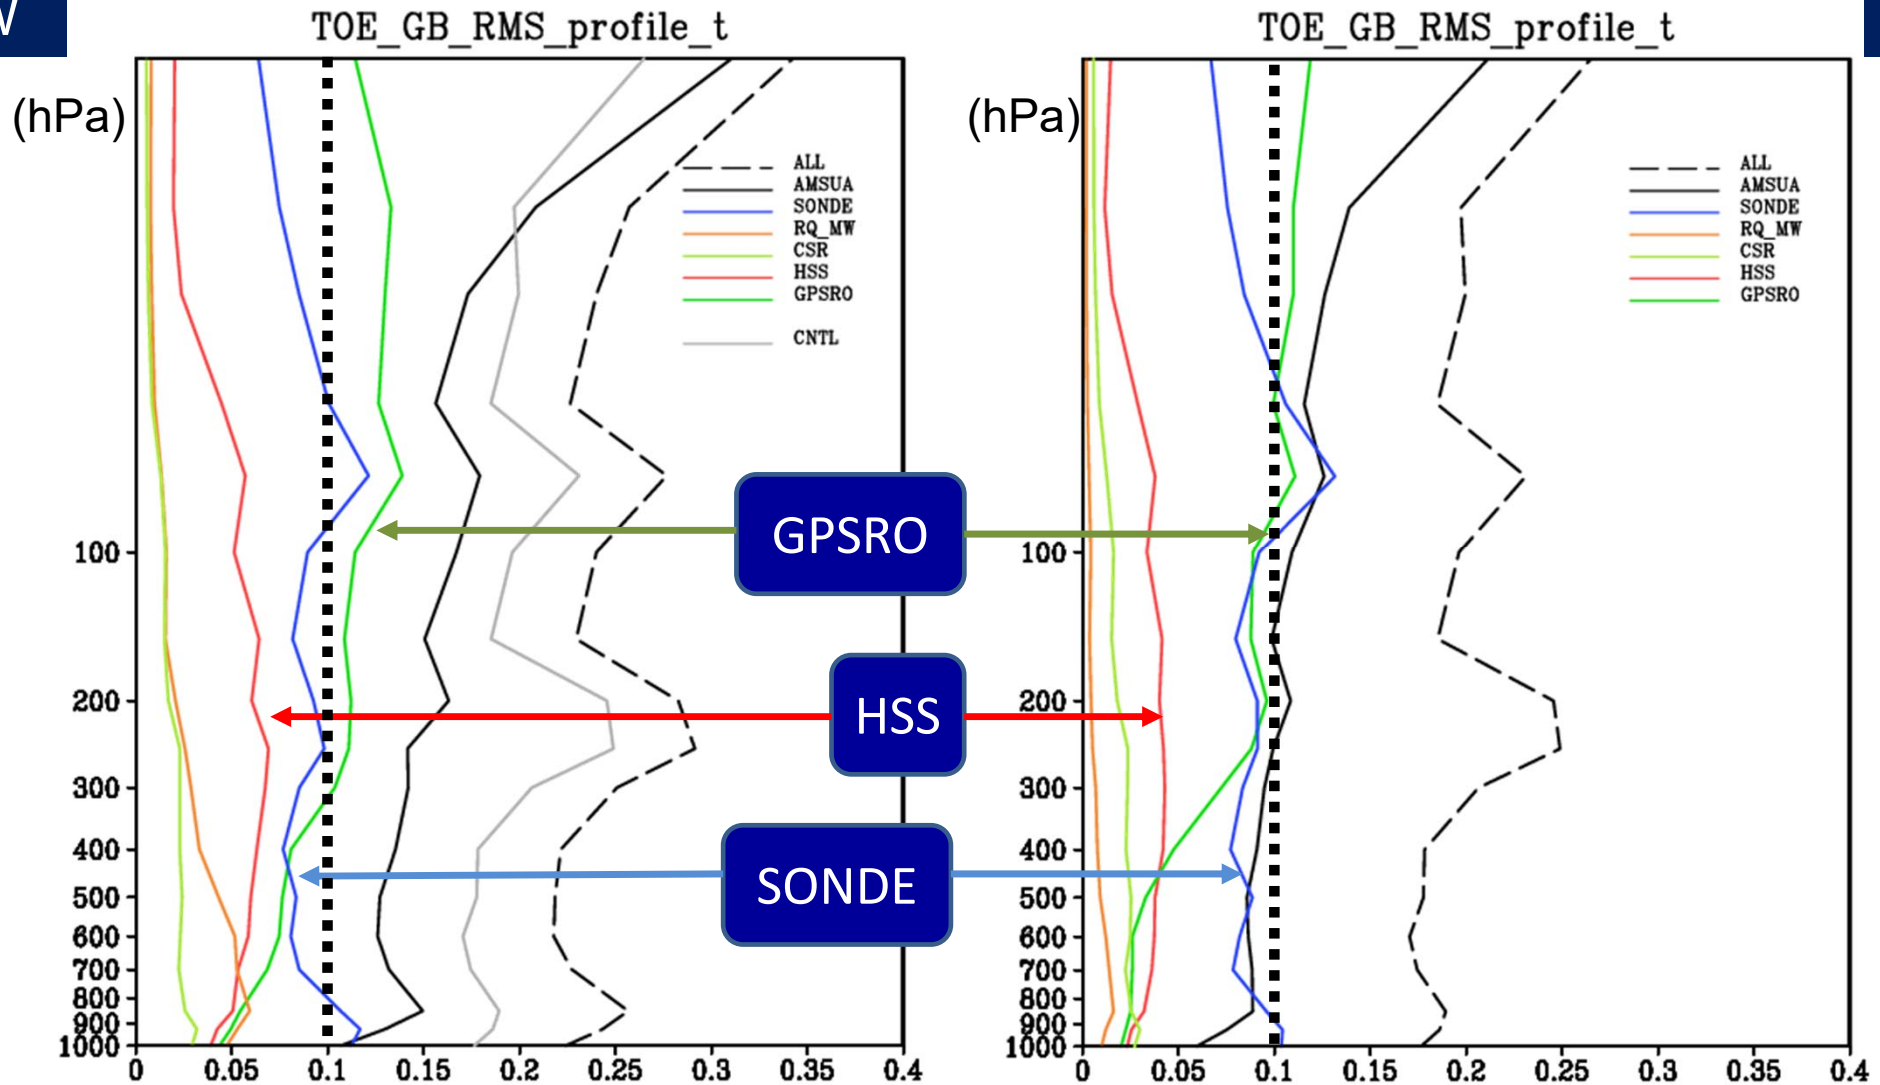 W
TOE_GB_RMS_profile_t
(hPa)
ALL
AMSUA
SONDE
RQ_MW
CSR
HSS
GPSRO
CNTL
100
200
300
400
500
600
700
800
900
1000
0
0.05
0.1
0.15
0.2
0.25
0.3
0.35
0.4
GPSRO
HSS
SONDE
TOE_GB_RMS_profile_t
(hPa)
ALL
AMSUA
SONDE
RQ_MW
CSR
HSS
GPSRO
100
200
300
400
500
600
700
800
900
1000
0
0.05
0.1
0.15
0.2
0.25
0.3
0.35
0.4